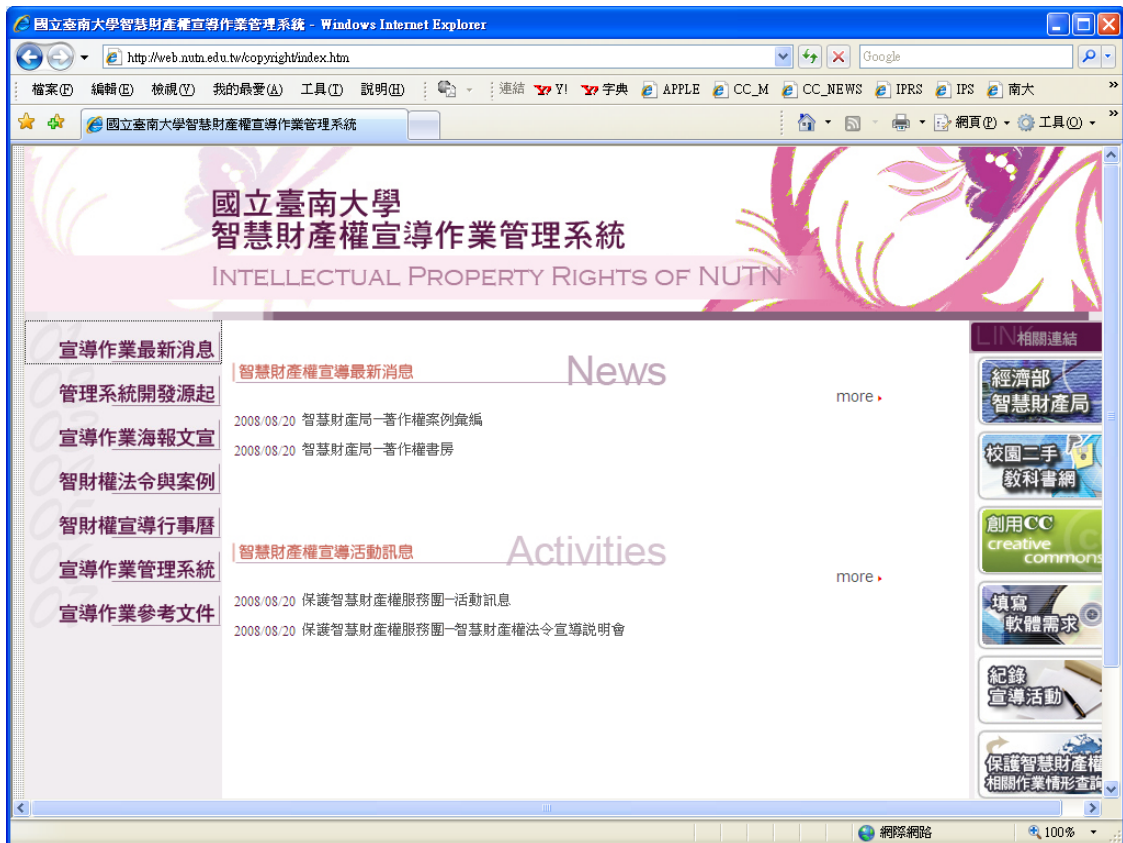 國立臺南大學智慧財產權宣導作業管理系統 - Windows Internet Explorer
http://web.nutn.edu.tw/copyright/index.htm
Google
檔案(F) 編輯(E) 檢視(V) 我的最愛(A) 工具(T) 說明(H) 連結 Y! 字典 APPLE CC_M CC_NEWS IPRS IPS 南大 »
國立臺南大學智慧財產權宣導作業管理系統
網頁(P) 工具(O) »
國立臺南大學
智慧財產權宣導作業管理系統
INTELLECTUAL PROPERTY RIGHTS OF NUTN
宣導作業最新消息
管理系統開發源起
宣導作業海報文宣
智財權法令與案例
智財權宣導行事曆
宣導作業管理系統
宣導作業參考文件
智慧財產權宣導最新消息 News
more
2008/08/20 智慧財產局─著作權案例彙編
2008/08/20 智慧財產局─著作權書房
智慧財產權宣導活動訊息 Activities
more
2008/08/20 保護智慧財產權服務團─活動訊息
2008/08/20 保護智慧財產權服務團─智慧財產權法令宣導說明會
LINK相關連結
經濟部
智慧財產局
校園二手
教科書網
創用CC
creative
commons
填寫
軟體需求
紀錄
宣導活動
保護智慧財產權
相關作業情形查詢
網際網路
100%